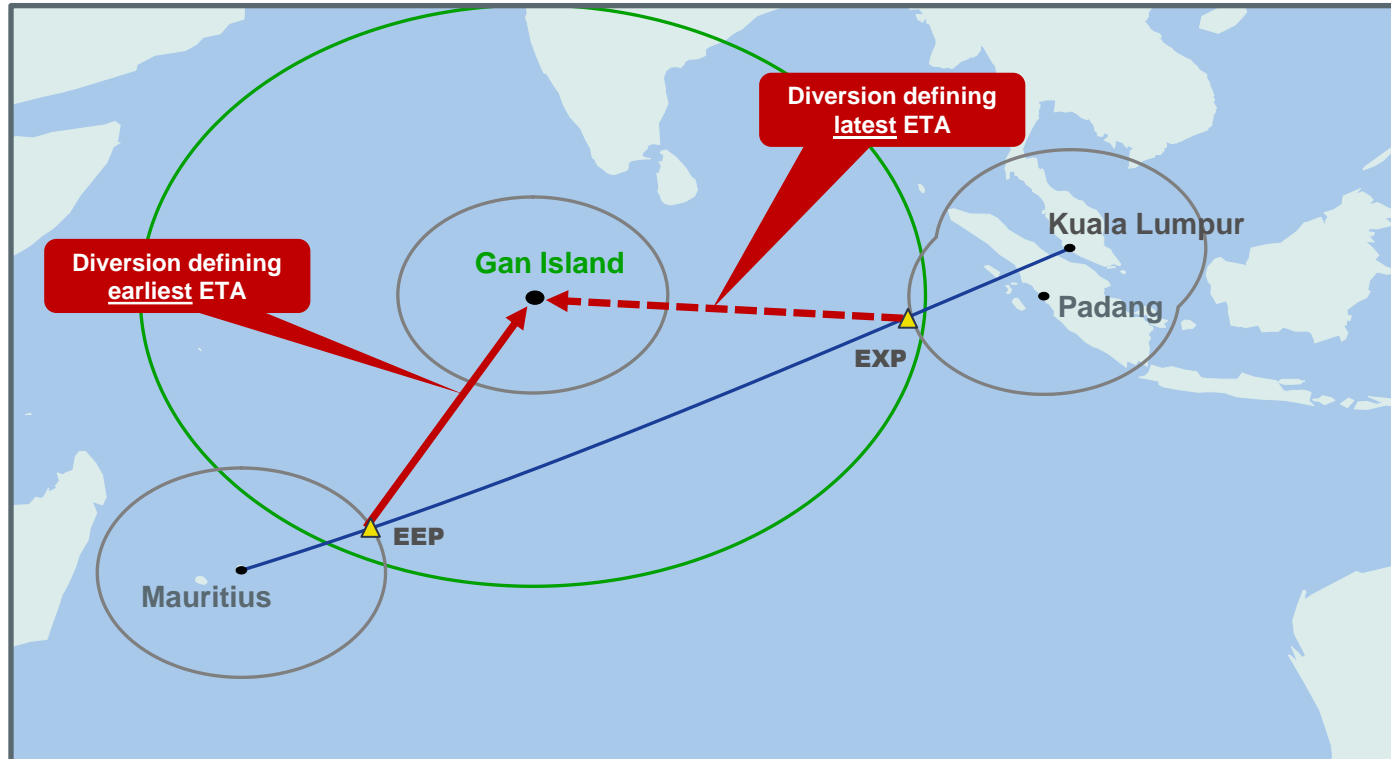 Diversion defining
latest ETA
Kuala Lumpur
Gan Island
Diversion defining
earliest ETA
Padang
EXP
EEP
Mauritius